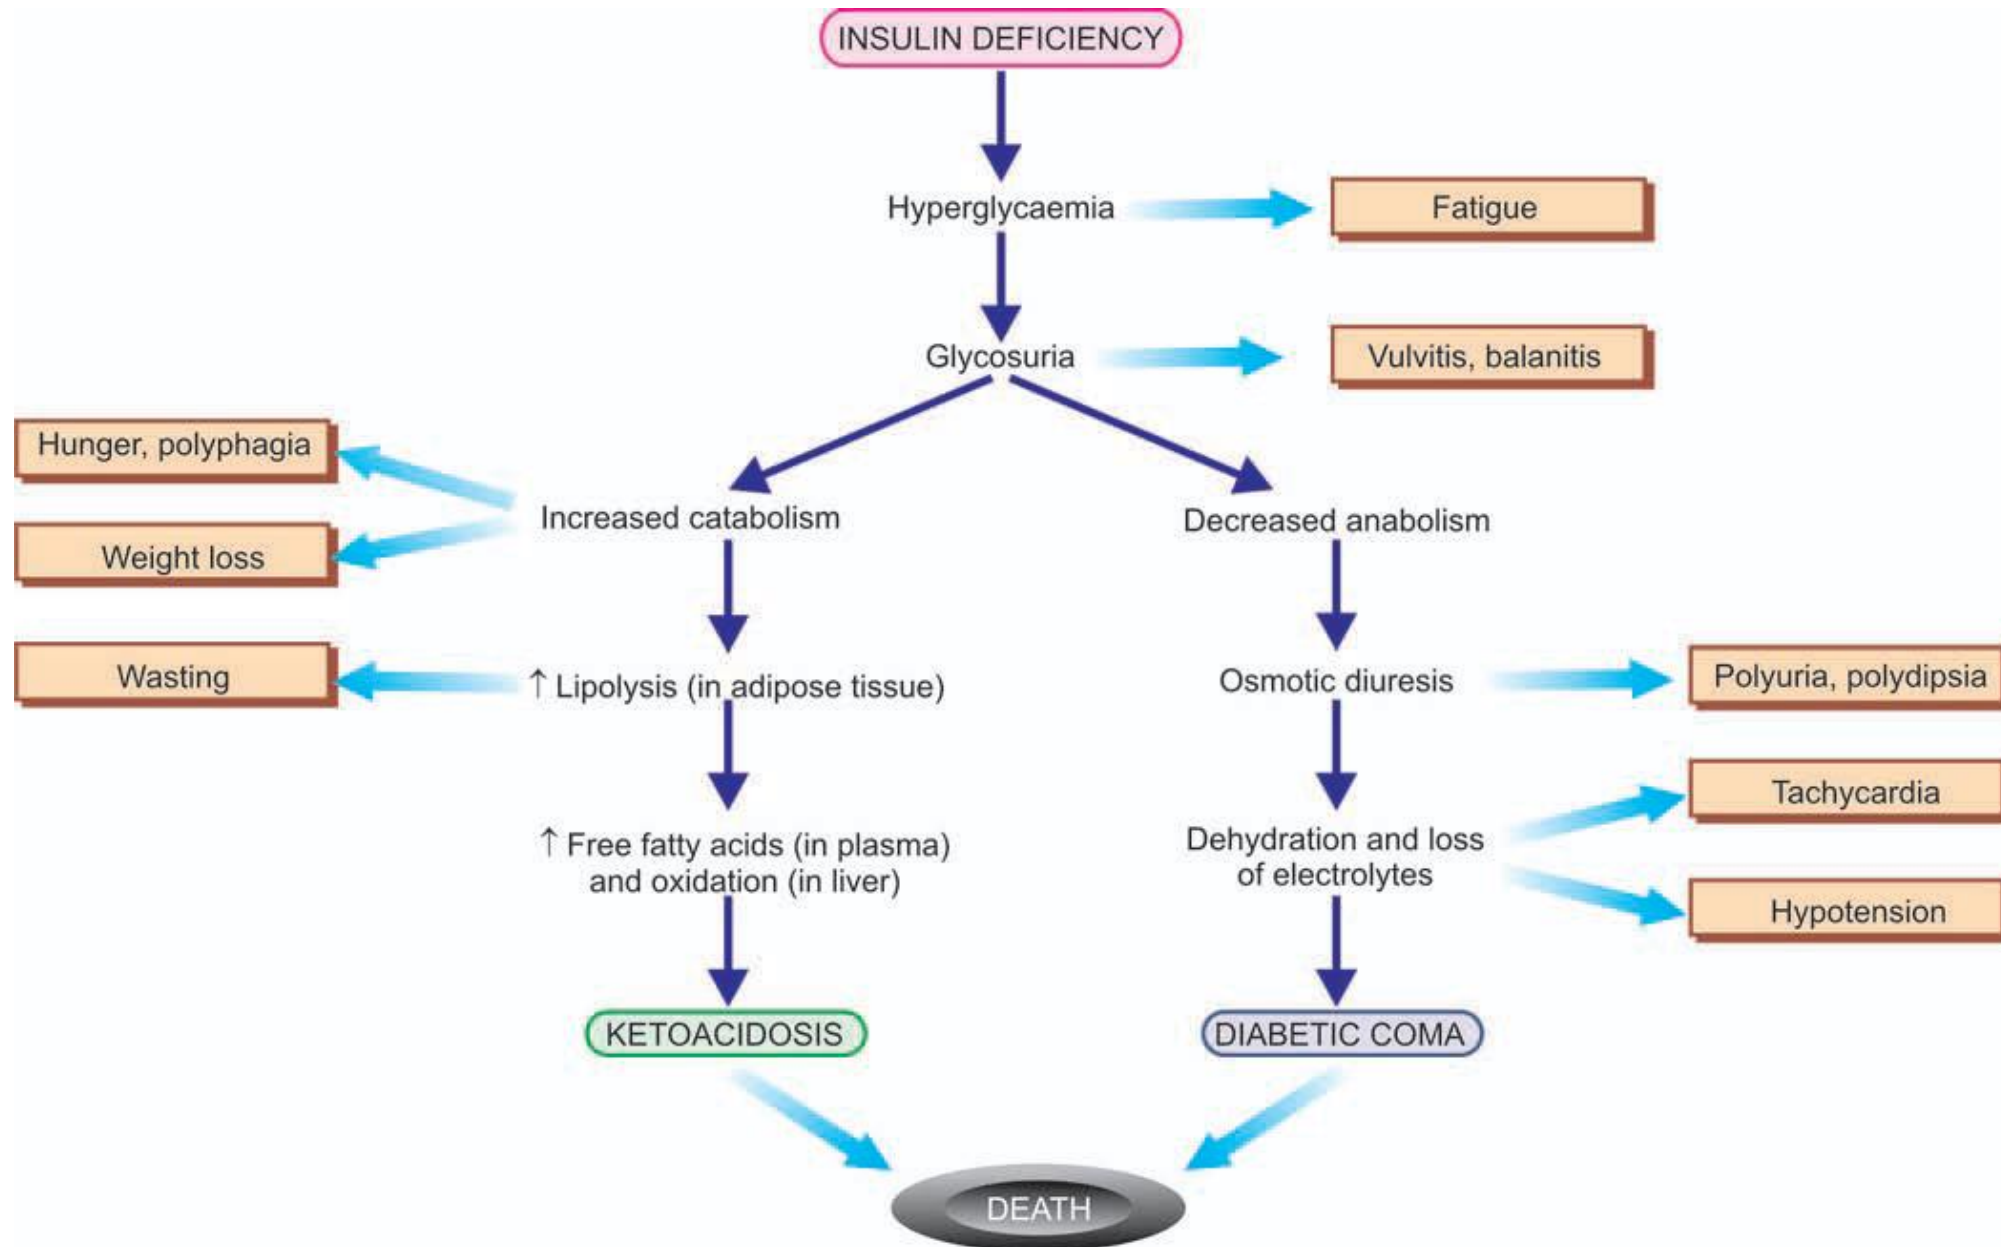 INSULIN DEFICIENCY
Hyperglycaemia
Fatigue
Glycosuria
Vulvitis, balanitis
Hunger, polyphagia
Increased catabolism
Decreased anabolism
Weight loss
Wasting
↑ Lipolysis (in adipose tissue)
Osmotic diuresis
Polyuria, polydipsia
Tachycardia
↑ Free fatty acids (in plasma)
and oxidation (in liver)
Dehydration and loss
of electrolytes
Hypotension
KETOACIDOSIS
DIABETIC COMA
DEATH